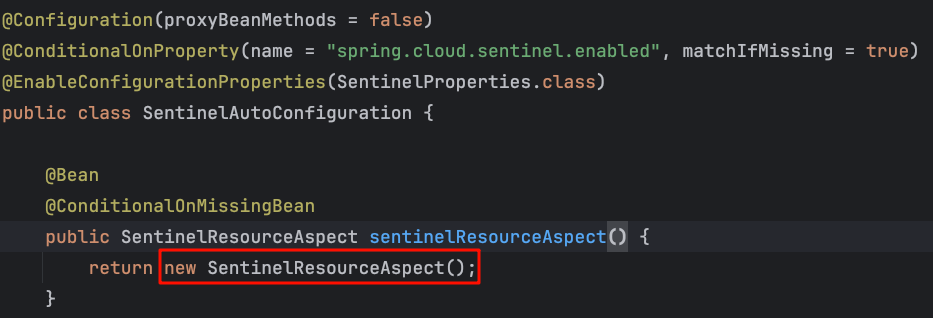 @Configuration(proxyBeanMethods = false)
@ConditionalOnProperty(name = "spring.cloud.sentinel.enabled", matchIfMissing = true)
@EnableConfigurationProperties(SentinelProperties.class)
public class SentinelAutoConfiguration {
@Bean
@ConditionalOnMissingBean
public SentinelResourceAspect sentinelResourceAspect() {
return new SentinelResourceAspect();
}